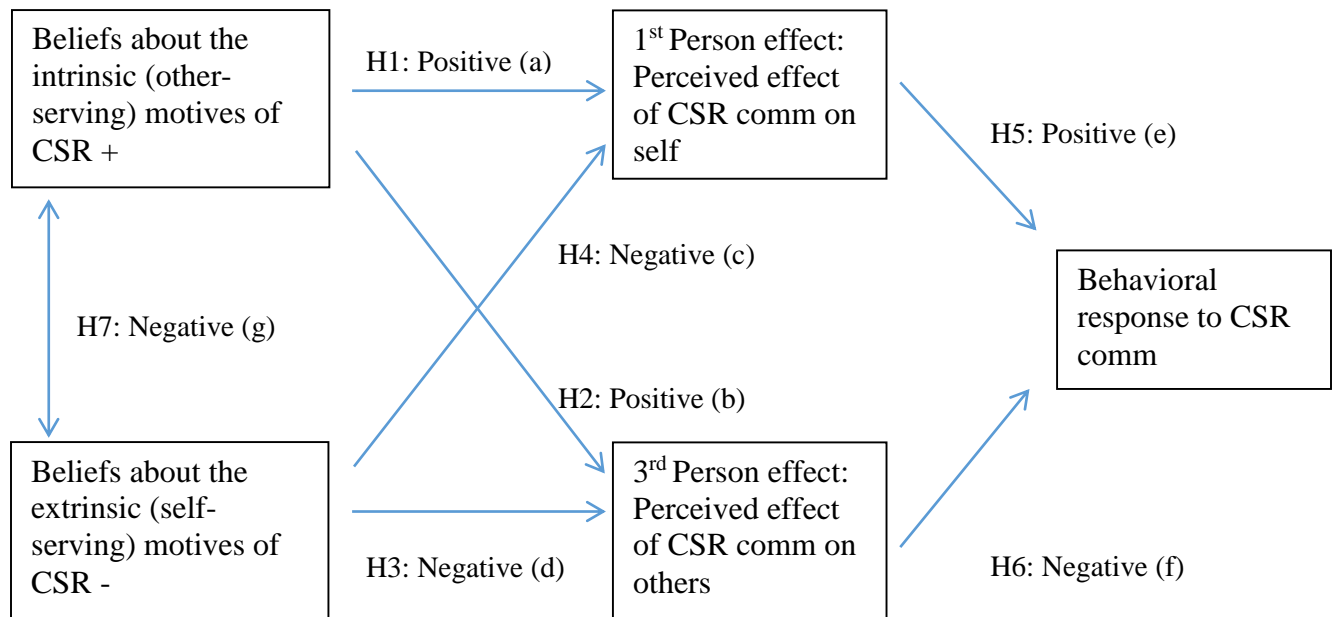 Beliefs about the
intrinsic (other-
serving) motives of
CSR +
H1: Positive (a)
1st Person effect:
Perceived effect
of CSR comm on
self
H5: Positive (e)
H4: Negative (c)
H7: Negative (g)
Behavioral
response to CSR
comm
H2: Positive (b)
Beliefs about the
extrinsic (self-
serving) motives of
CSR -
H3: Negative (d)
3rd Person effect:
Perceived effect
of CSR comm on
others
H6: Negative (f)